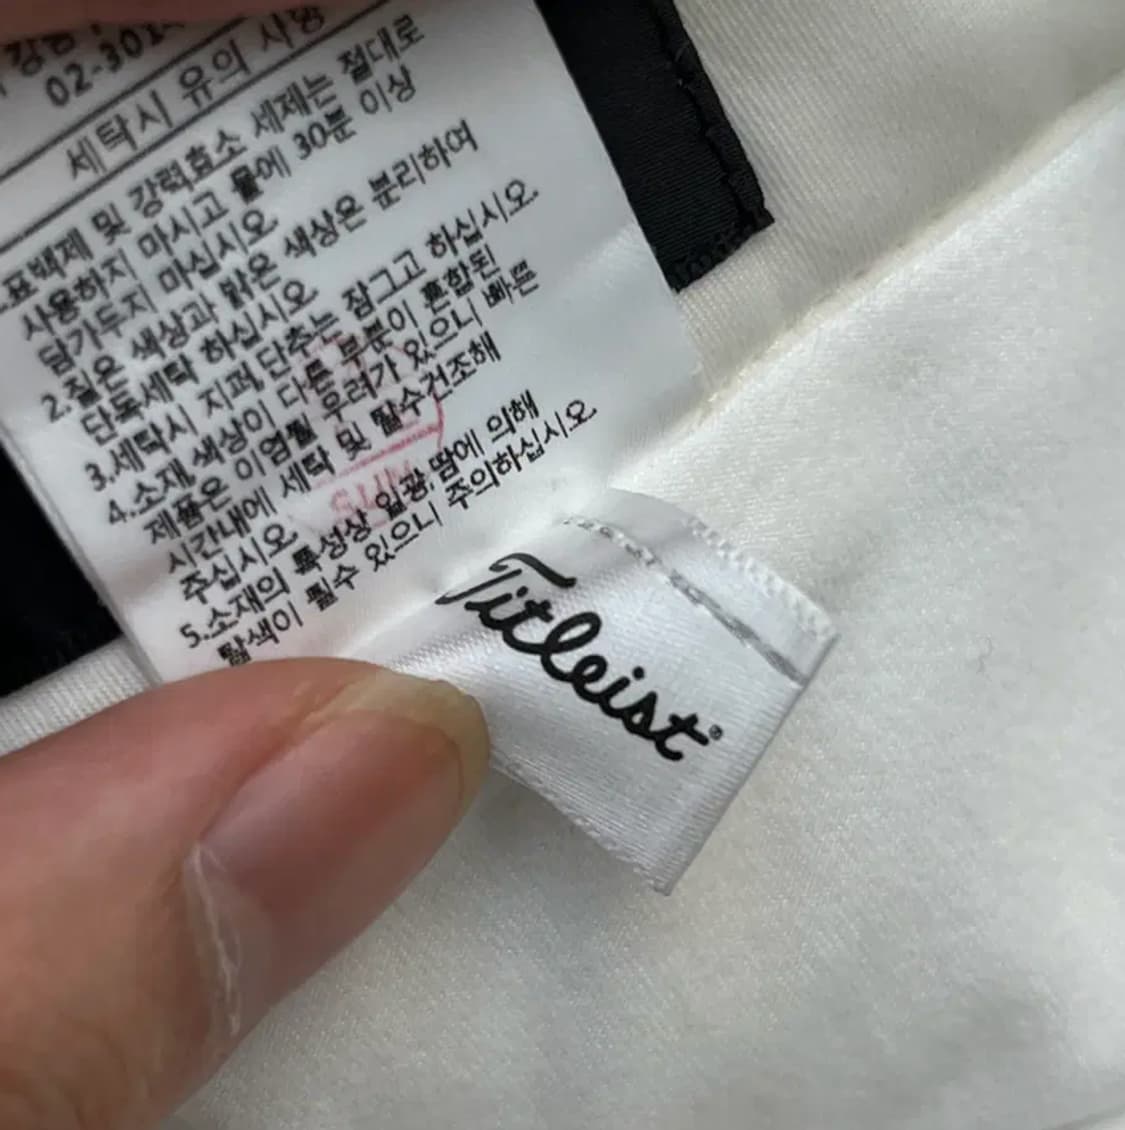 강남
02-30
세탁시 유의 사항
표백제 및 강력효소 세제는 절대로
사용하지 마시고 물에 30분 이상
담가두지 마십시오
2.짙은 색상과 밝은 색상은 분리하여
단독세탁 하십시오
3.세탁시 지퍼,단추는 잠그고 하십시오
4.소재,색상이 다른 부분이 혼합된
제품은 이염될 우려가 있으니 빠른
시간내에 세탁 및 탈수건조해
주십시오
5.소재의 특성상 일광,땀에 의해
탈색이 될수 있으니 주의하십시오
Titleist®